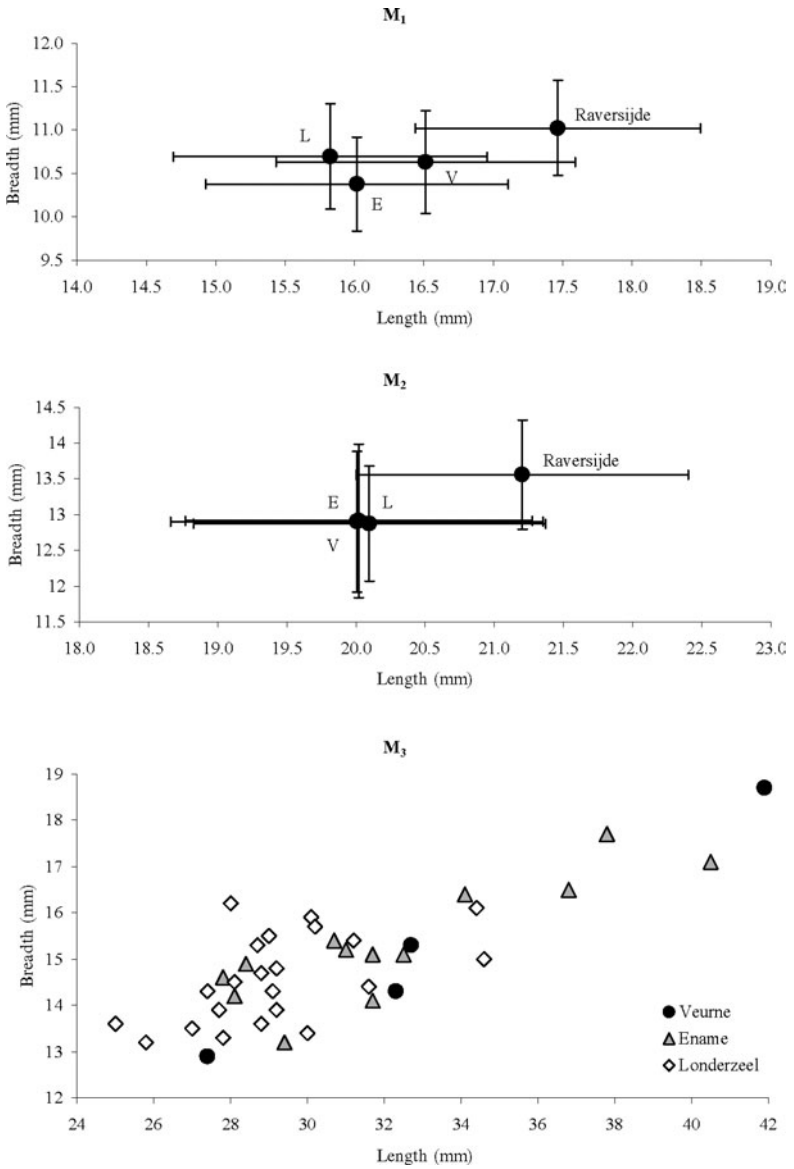 M₁
12.0
11.5
11.0
10.5
10.0
9.5
Breadth (mm)
Raversijde
L
V
E
14.0 14.5 15.0 15.5 16.0 16.5 17.0 17.5 18.0 18.5 19.0
Length (mm)
M₂
14.5
14
13.5
13
12.5
12
11.5
Breadth (mm)
Raversijde
E L
V
18.0 18.5 19.0 19.5 20.0 20.5 21.0 21.5 22.0 22.5 23.0
Length (mm)
M₃
19
18
17
16
15
14
13
12
Breadth (mm)
Veurne
Ename
Londerzeel
24 26 28 30 32 34 36 38 40 42
Length (mm)